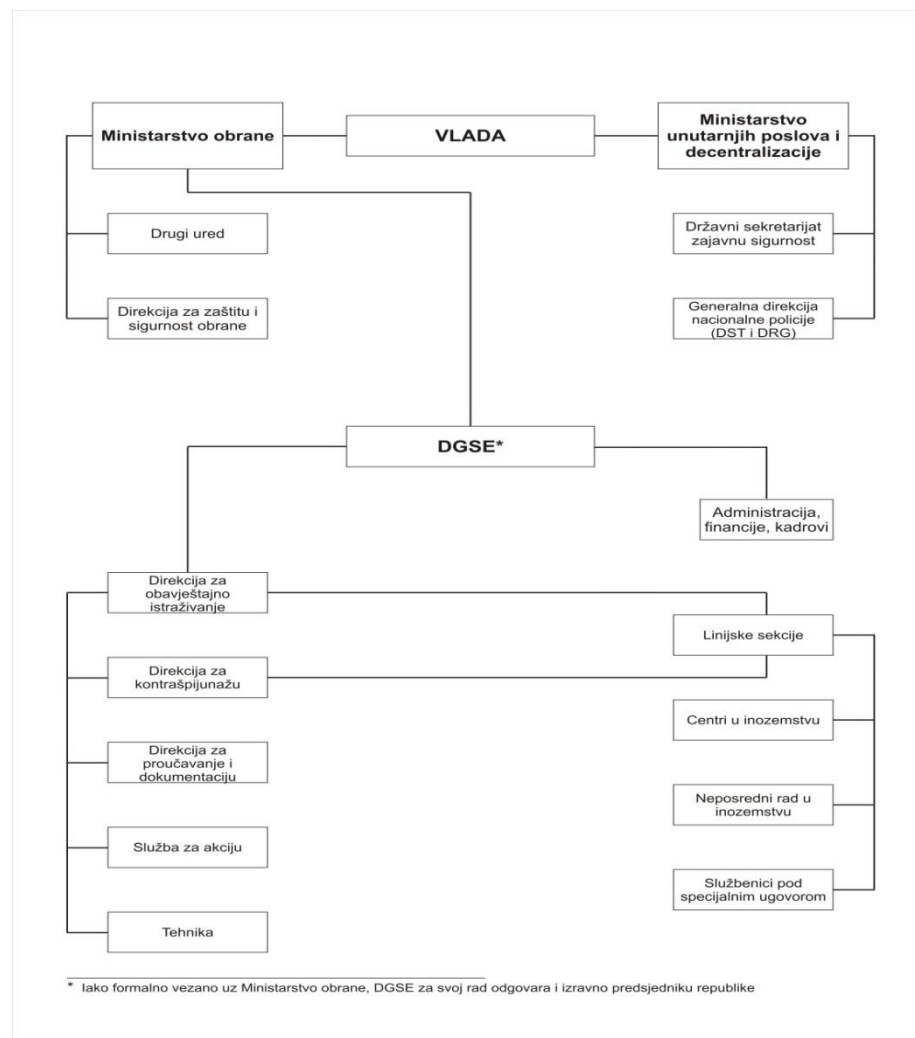 Ministarstvo obrane
VLADA
Ministarstvo
unutarnjih poslova i
decentralizacije
Drugi ured
Državni sekretarijat
zajavnu sigurnost
Direkcija za zaštitu i
sigurnost obrane
Generalna direkcija
nacionalne policije
(DST i DRG)
DGSE*
Administracija,
financije, kadrovi
Direkcija za
obavještajno
istraživanje
Linijske sekcije
Direkcija za
kontrašpijunažu
Centri u inozemstvu
Direkcija za
proučavanje i
dokumentaciju
Neposredni rad u
inozemstvu
Služba za akciju
Službenici pod
specijalnim ugovorom
Tehnika
* Iako formalno vezano uz Ministarstvo obrane, DGSE za svoj rad odgovara i izravno predsjedniku republike